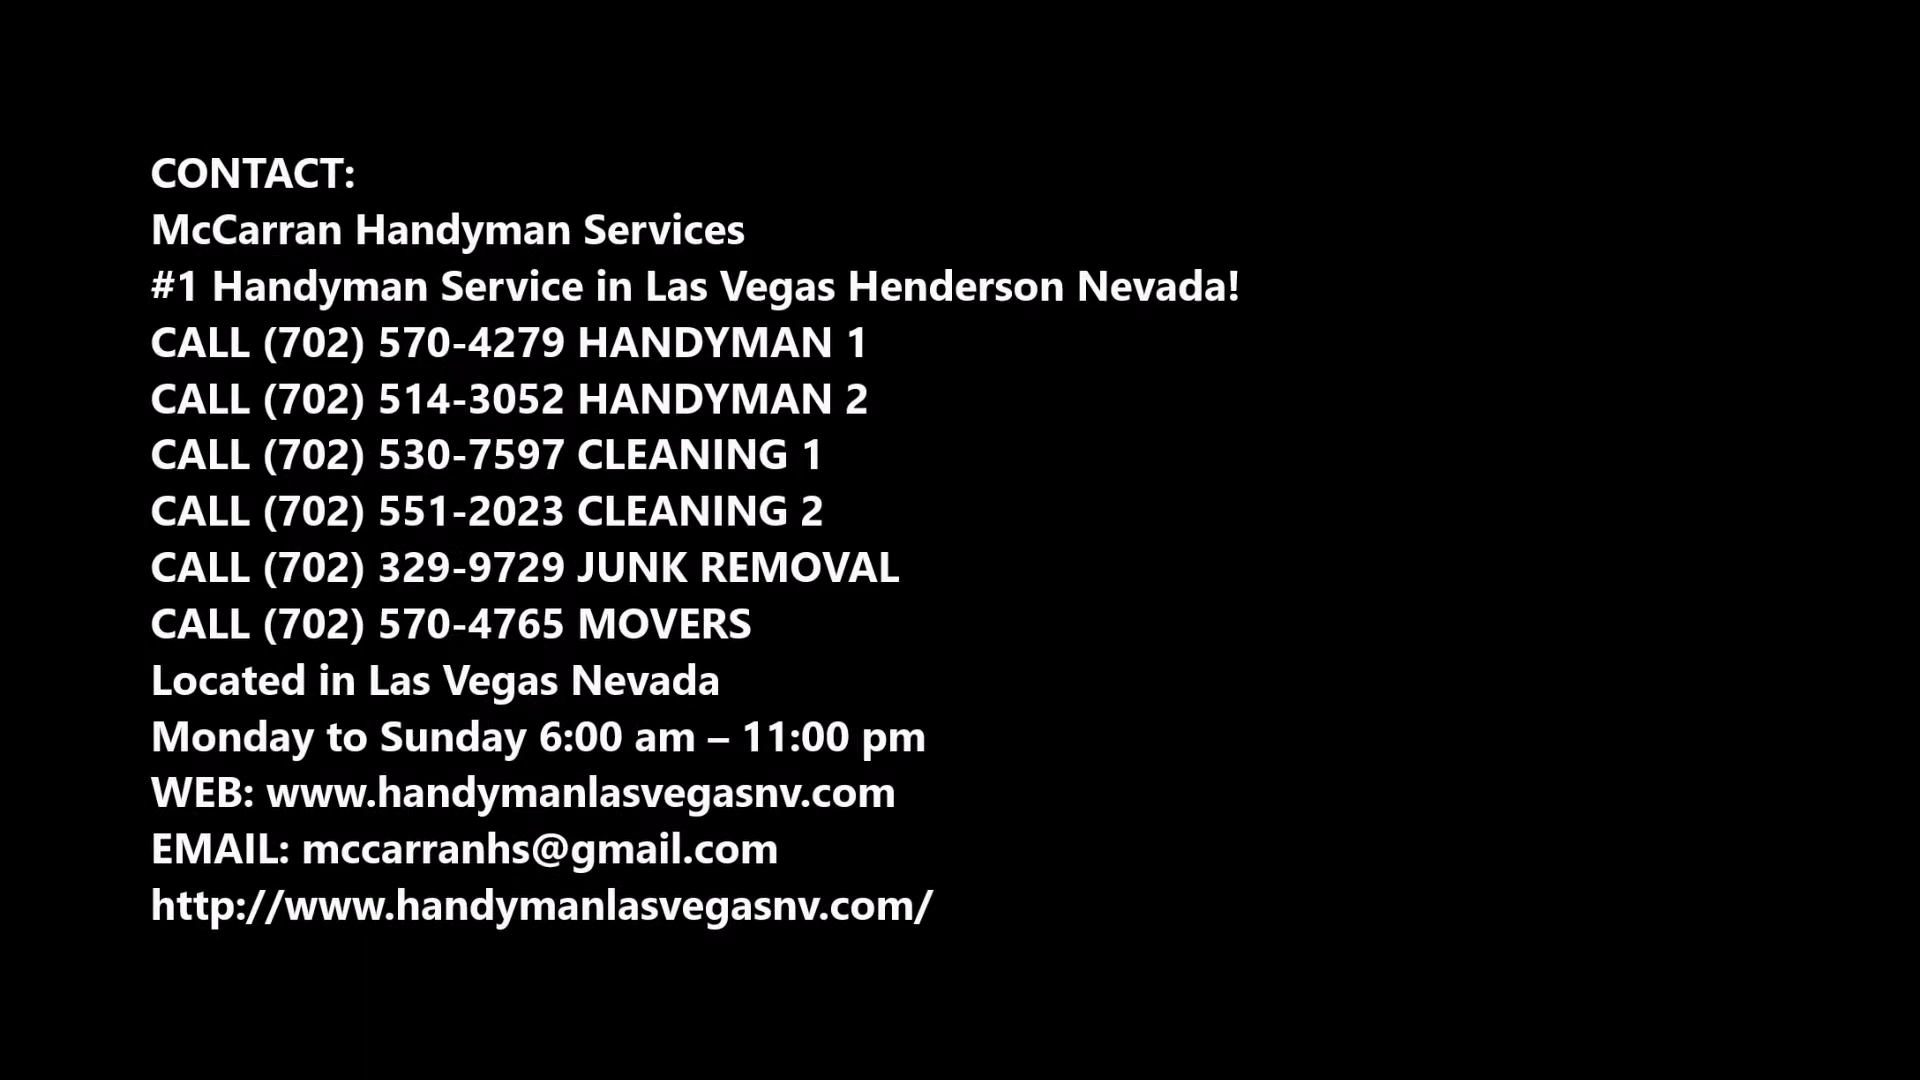 CONTACT:
McCarran Handyman Services
#1 Handyman Service in Las Vegas Henderson Nevada!
CALL (702) 570-4279 HANDYMAN 1
CALL (702) 514-3052 HANDYMAN 2
CALL (702) 530-7597 CLEANING 1
CALL (702) 551-2023 CLEANING 2
CALL (702) 329-9729 JUNK REMOVAL
CALL (702) 570-4765 MOVERS
Located in Las Vegas Nevada
Monday to Sunday 6:00 am – 11:00 pm
WEB: www.handymanlasvegasnv.com
EMAIL: mccarranhs@gmail.com
http://www.handymanlasvegasnv.com/